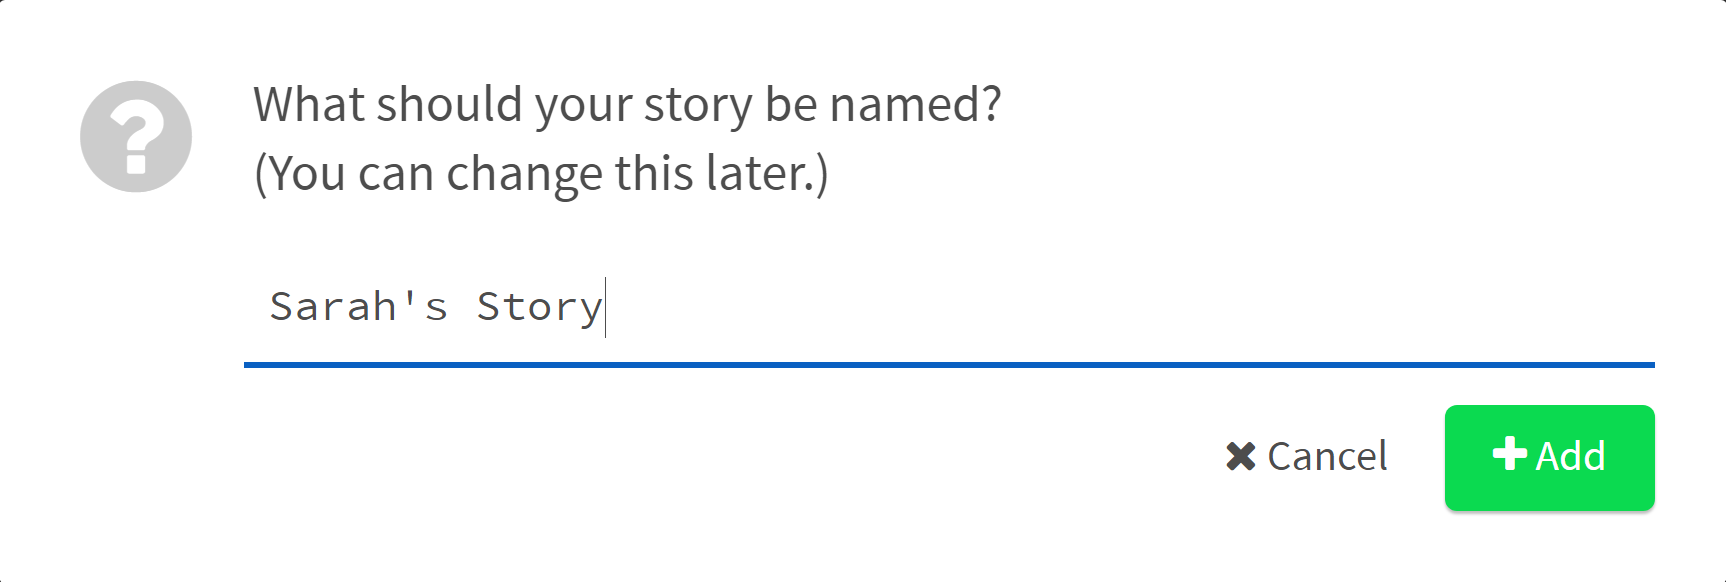 What should your story be named?
(You can change this later.)
Sarah's Story
Cancel
Add